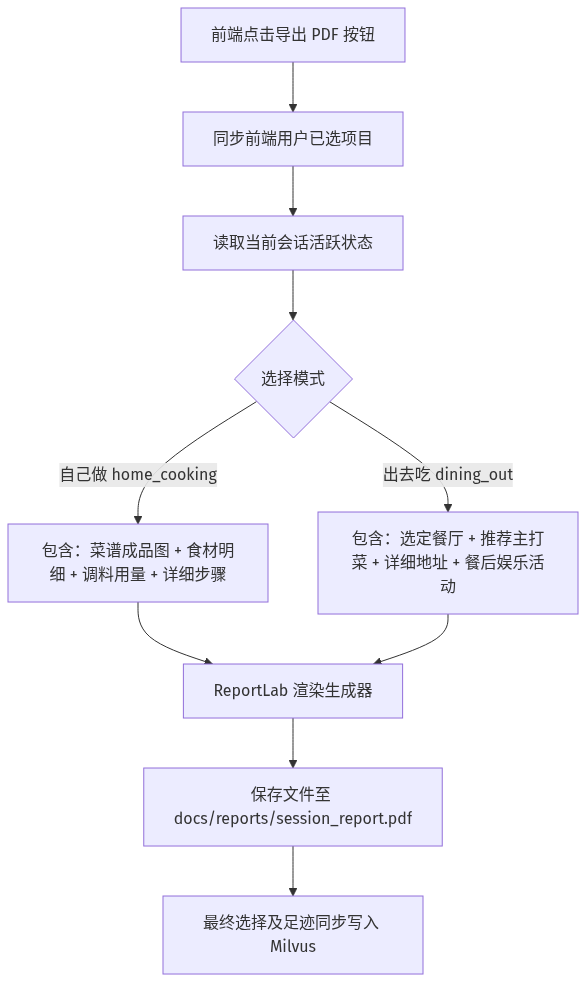 前端点击导出 PDF 按钮
同步前端用户已选项目
读取当前会话活跃状态
选择模式
自己做 home_cooking
出去吃 dining_out
包含：菜谱成品图 + 食材明
细 + 调料用量 + 详细步骤
包含：选定餐厅 + 推荐主打
菜 + 详细地址 + 餐后娱乐活
动
ReportLab 渲染生成器
保存文件至
docs/reports/session_report.pdf
最终选择及足迹同步写入
Milvus